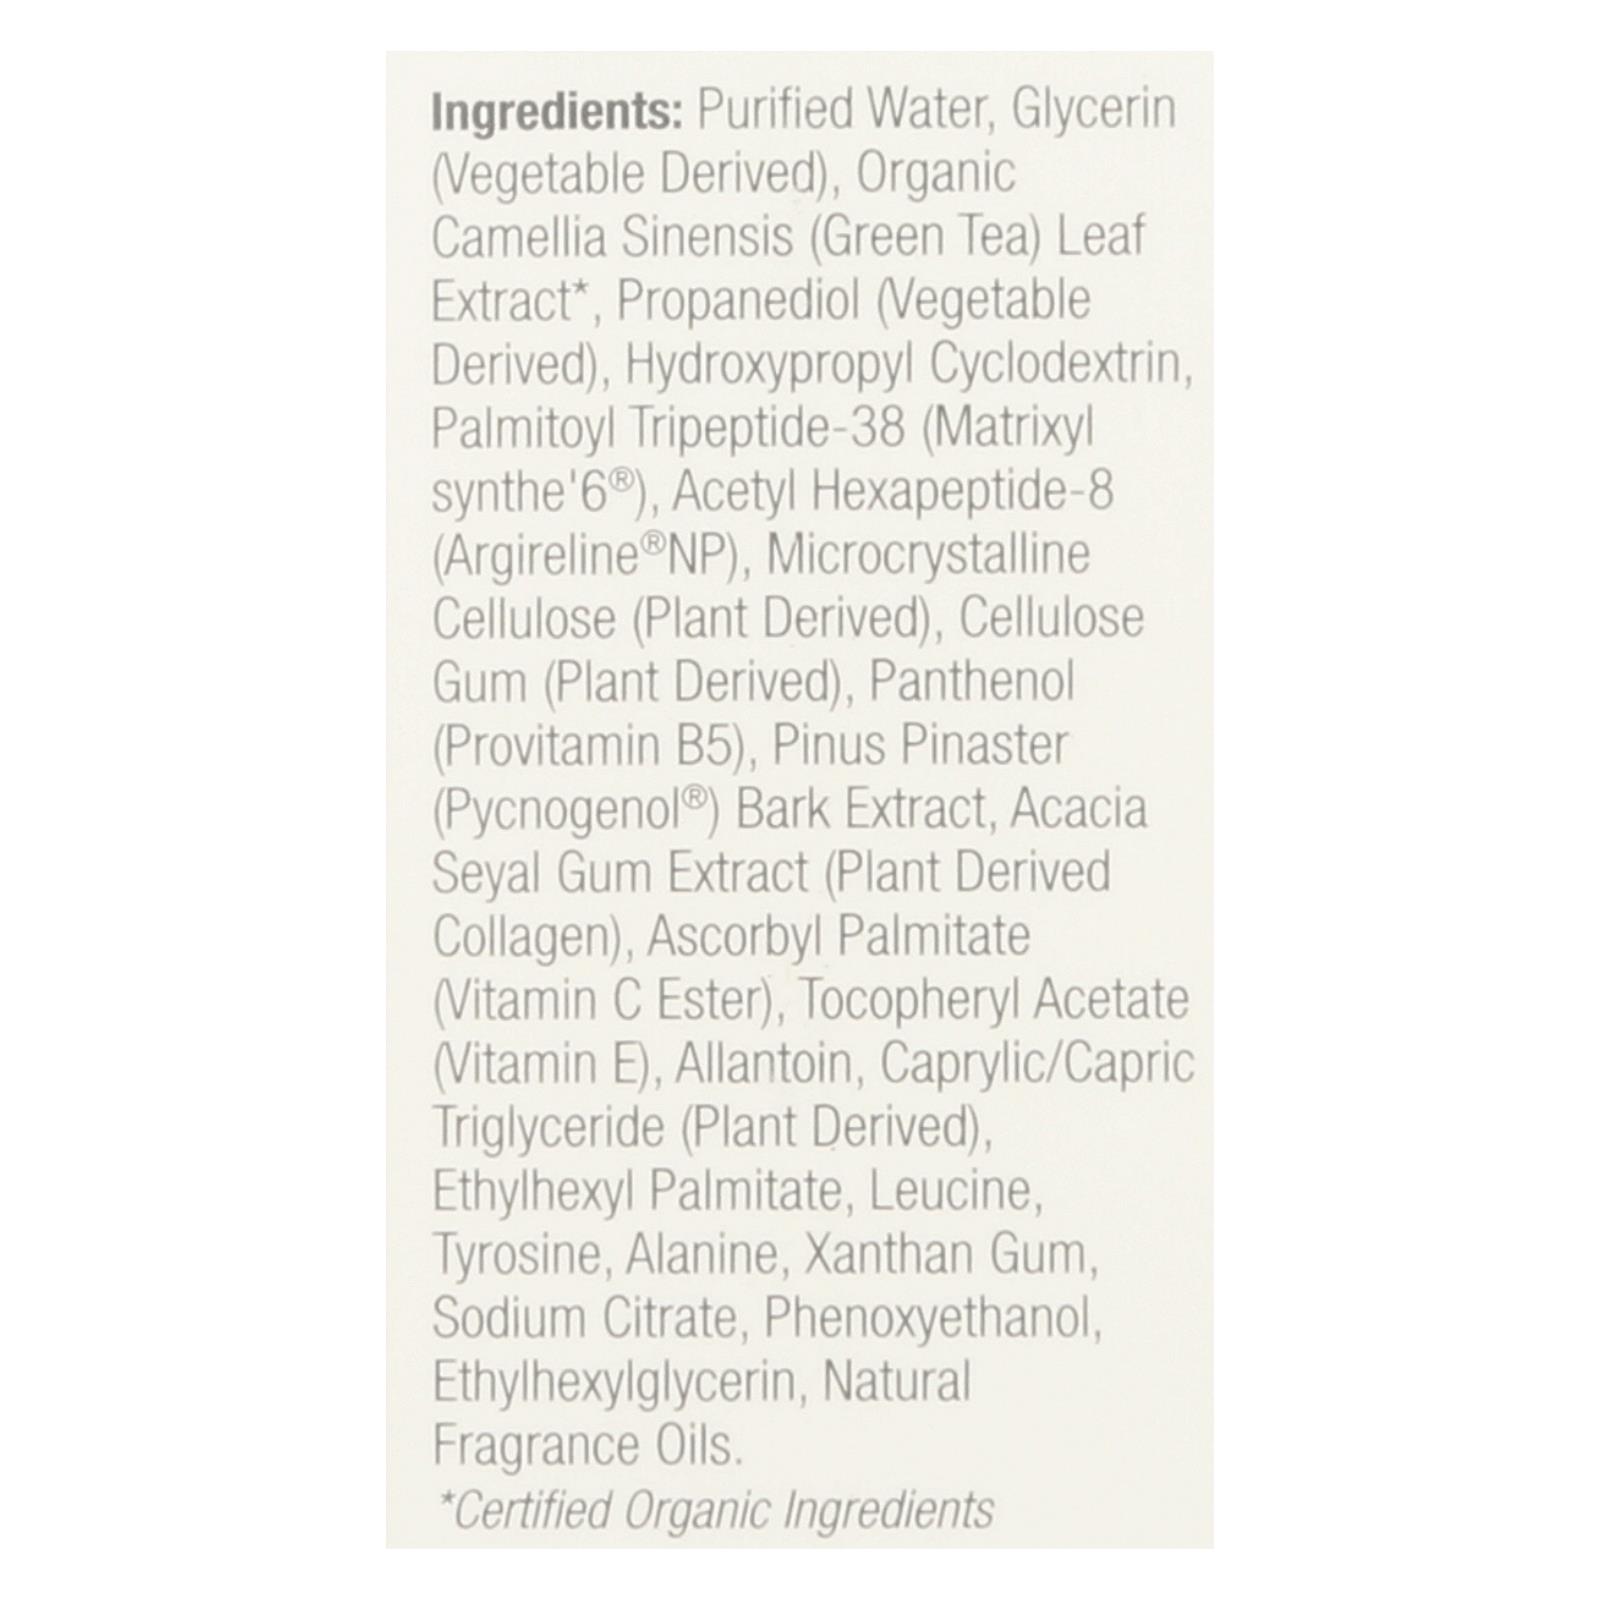 Ingredients: Purified Water, Glycerin
(Vegetable Derived), Organic
Camellia Sinensis (Green Tea) Leaf
Extract*, Propanediol (Vegetable
Derived), Hydroxypropyl Cyclodextrin,
Palmitoyl Tripeptide-38 (Matrixyl
synthe'6®), Acetyl Hexapeptide-8
(Argireline®NP), Microcrystalline
Cellulose (Plant Derived), Cellulose
Gum (Plant Derived), Panthenol
(Provitamin B5), Pinus Pinaster
(Pycnogenol®) Bark Extract, Acacia
Seyal Gum Extract (Plant Derived
Collagen), Ascorbyl Palmitate
(Vitamin C Ester), Tocopheryl Acetate
(Vitamin E), Allantoin, Caprylic/Capric
Triglyceride (Plant Derived),
Ethylhexyl Palmitate, Leucine,
Tyrosine, Alanine, Xanthan Gum,
Sodium Citrate, Phenoxyethanol,
Ethylhexylglycerin, Natural
Fragrance Oils.
*Certified Organic Ingredients